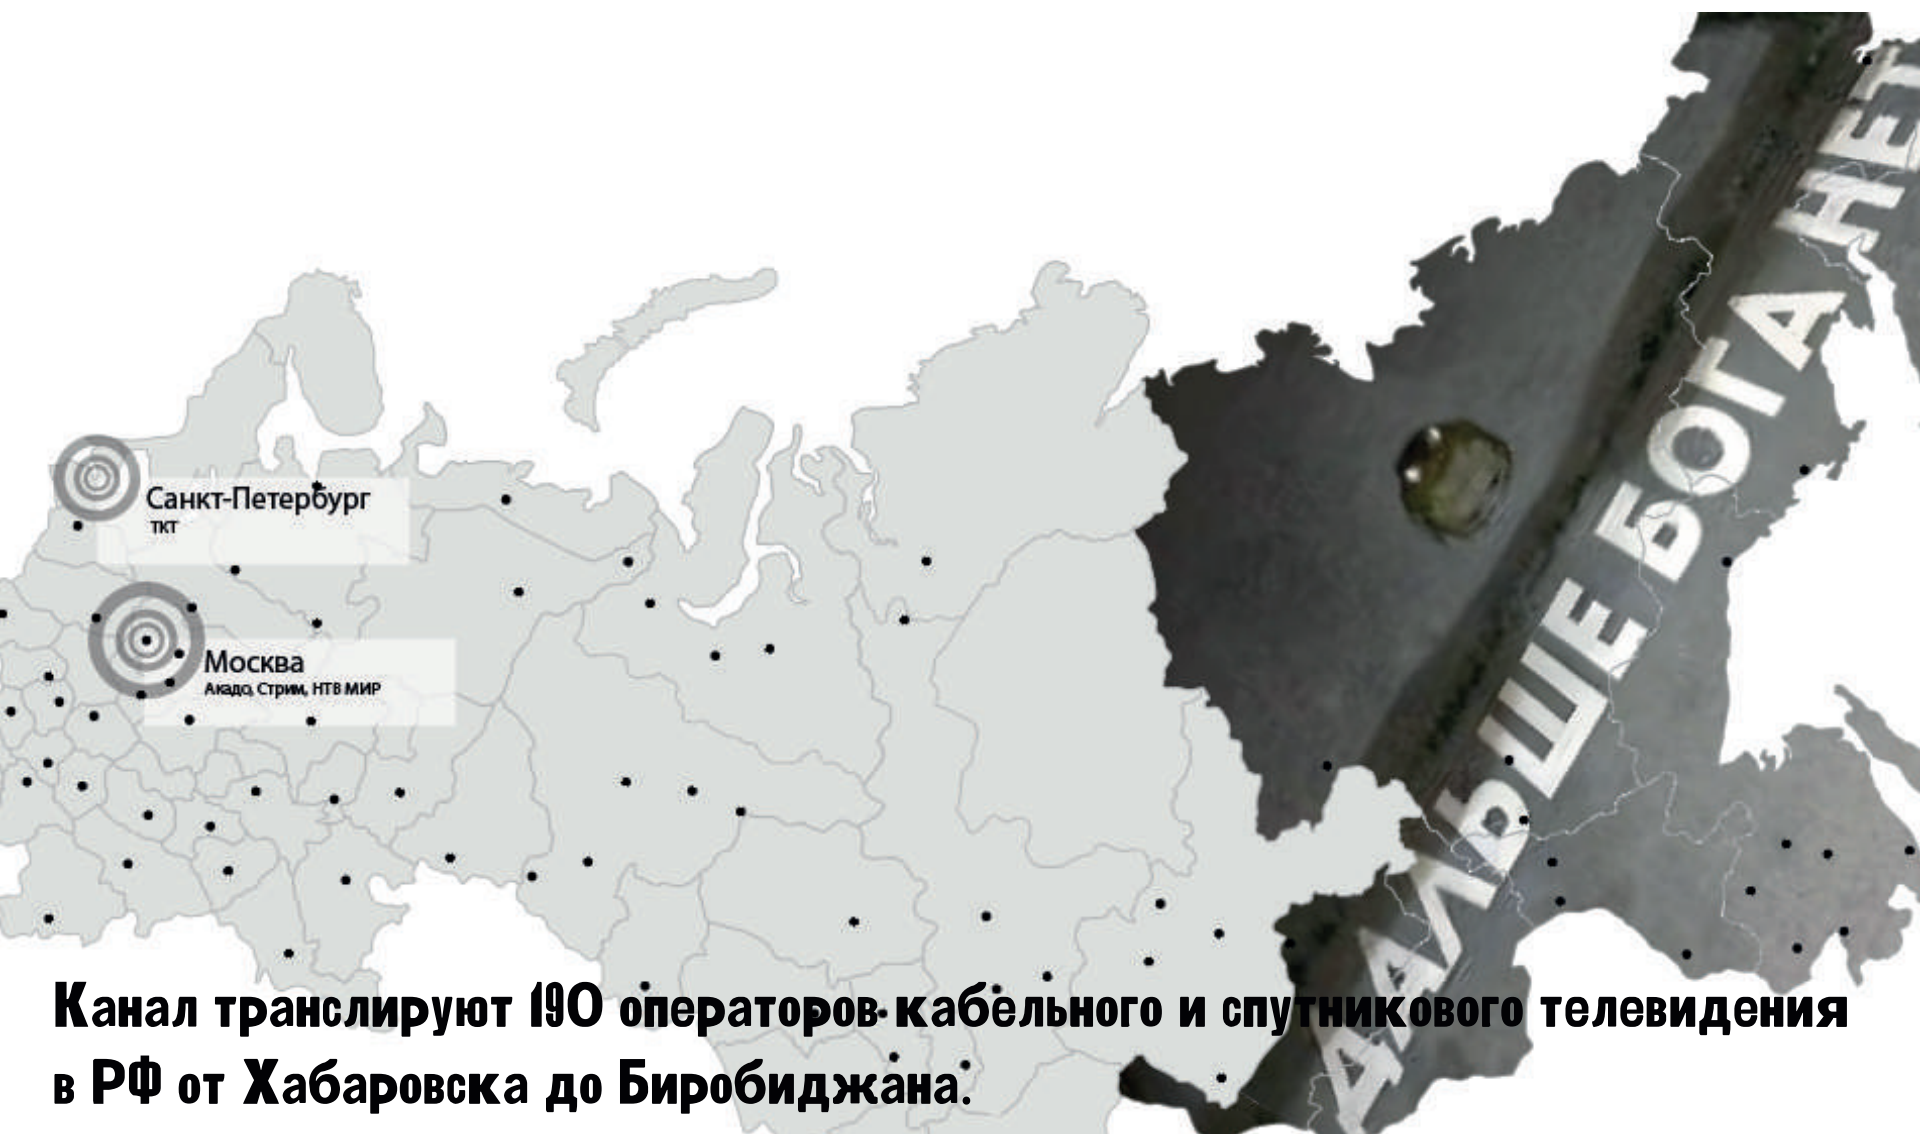 Санкт-Петербург
ТКТ
Москва
Акадо, Стрим, НТВ МИР
ДАЛЬШЕ БОГА НЕТ
Канал транслируют 190 операторов кабельного и спутникового телевидения
в РФ от Хабаровска до Биробиджана.